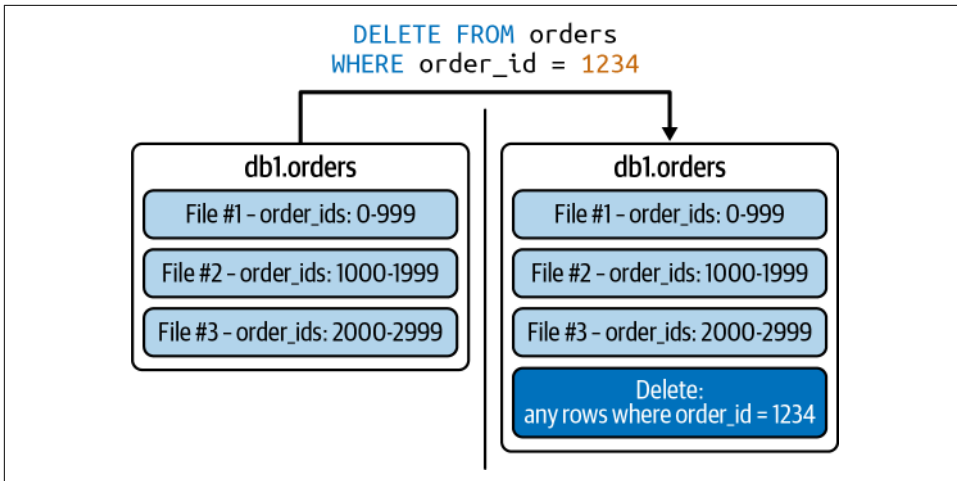 DELETE FROM orders
WHERE order_id = 1234
db1.orders
File #1 – order_ids: 0-999
File #2 – order_ids: 1000-1999
File #3 – order_ids: 2000-2999
db1.orders
File #1 – order_ids: 0-999
File #2 – order_ids: 1000-1999
File #3 – order_ids: 2000-2999
Delete:
any rows where order_id = 1234